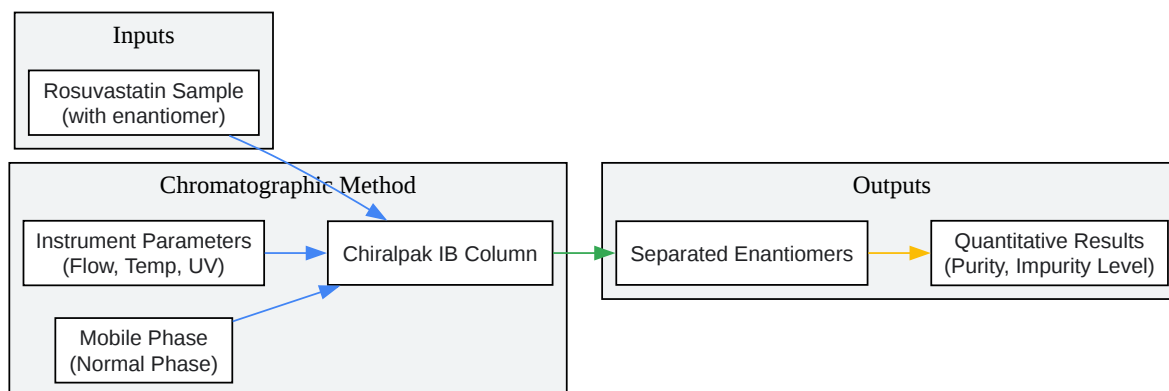 Inputs
Rosuvastatin Sample
(with enantiomer)
Chromatographic Method
Instrument Parameters
(Flow, Temp, UV)
Chiralpak IB Column
Mobile Phase
(Normal Phase)
Outputs
Separated Enantiomers
Quantitative Results
(Purity, Impurity Level)